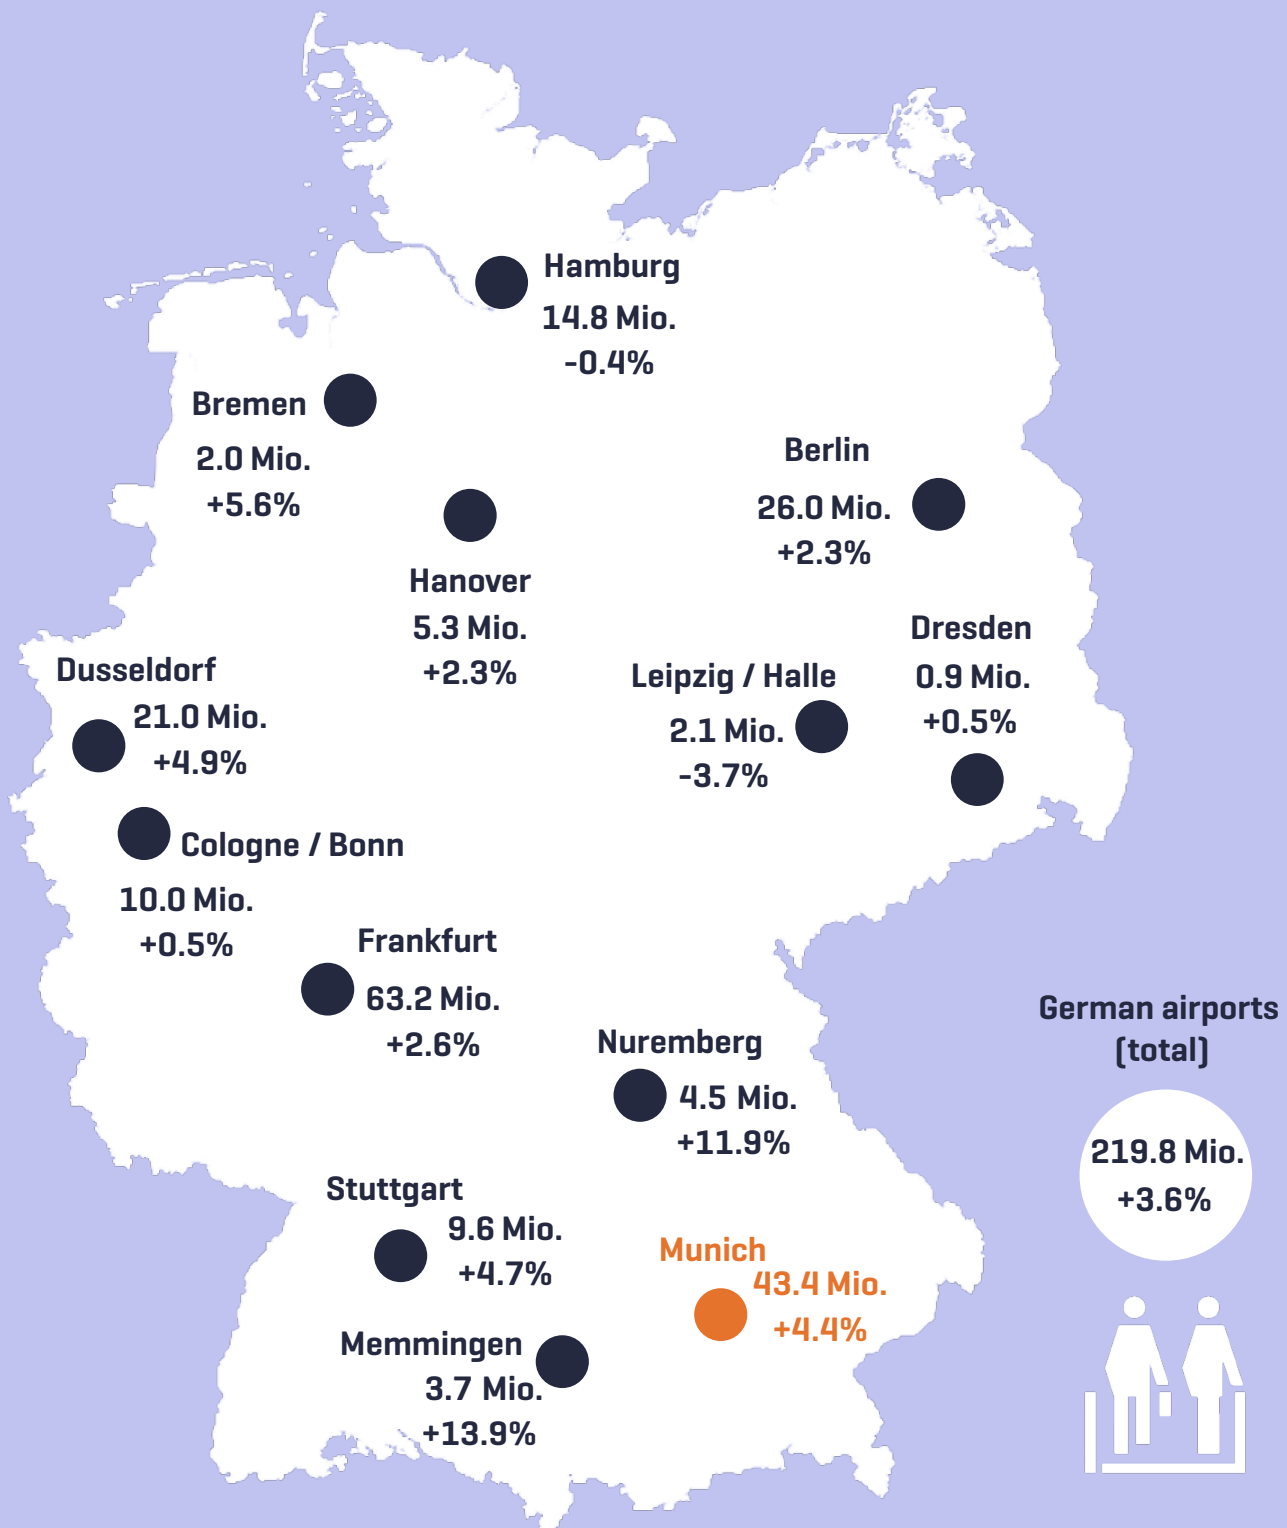 Hamburg
14.8 Mio.
-0.4%
Bremen
2.0 Mio.
+5.6%
Berlin
26.0 Mio.
+2.3%
Hanover
5.3 Mio.
+2.3%
Dresden
0.9 Mio.
+0.5%
Dusseldorf
21.0 Mio.
+4.9%
Leipzig / Halle
2.1 Mio.
-3.7%
Cologne / Bonn
10.0 Mio.
+0.5%
Frankfurt
63.2 Mio.
+2.6%
Nuremberg
4.5 Mio.
+11.9%
German airports
(total)
219.8 Mio.
+3.6%
Stuttgart
9.6 Mio.
+4.7%
Munich
43.4 Mio.
+4.4%
Memmingen
3.7 Mio.
+13.9%